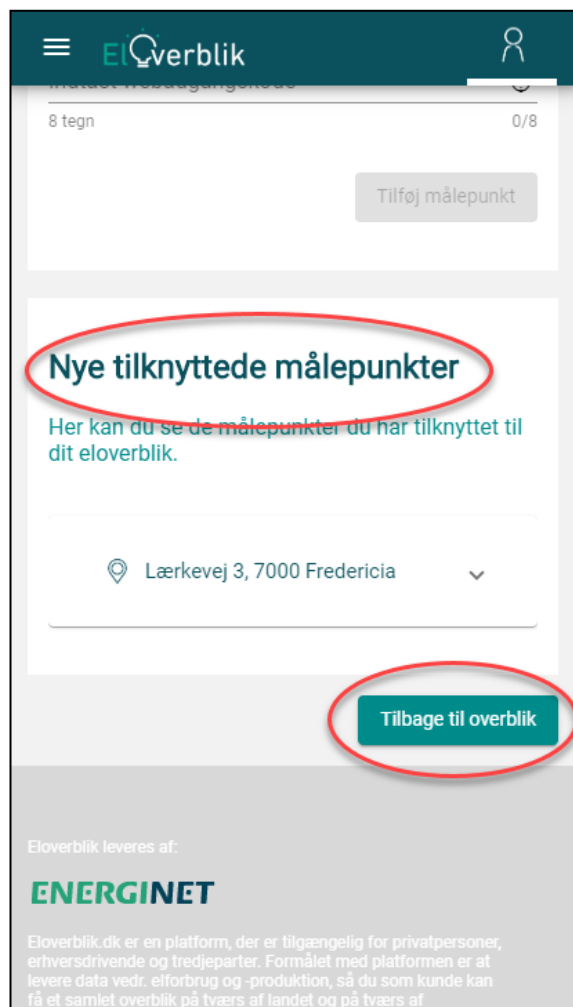 ElOverblik
Indtast webadgangskode
8 tegn 0/8
Tilføj målepunkt
Nye tilknyttede målepunkter
Her kan du se de målepunkter du har tilknyttet til
dit eloverblik.
Lærkevej 3, 7000 Fredericia
Tilbage til overblik
Eloverblik leveres af:
ENERGINET
Eloverblik.dk er en platform, der er tilgængelig for privatpersoner,
erhversdrivende og tredjeparter. Formålet med platformen er at
levere data vedr. elforbrug og -produktion, så du som kunde kan
få et samlet overblik på tværs af landet og på tværs af